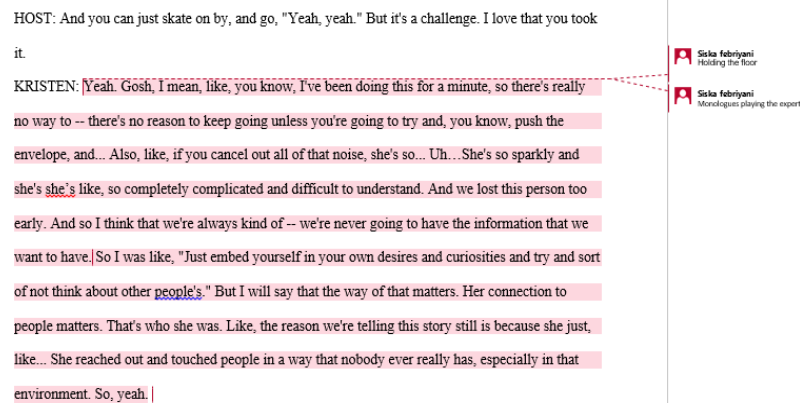 HOST: And you can just skate on by, and go, "Yeah, yeah." But it's a challenge. I love that you took
it.
KRISTEN: Yeah. Gosh, I mean, like, you know, I've been doing this for a minute, so there's really
no way to -- there's no reason to keep going unless you're going to try and, you know, push the
envelope, and... Also, like, if you cancel out all of that noise, she's so... Uh…She's so sparkly and
she's she's like, so completely complicated and difficult to understand. And we lost this person too
early. And so I think that we're always kind of -- we're never going to have the information that we
want to have. So I was like, "Just embed yourself in your own desires and curiosities and try and sort
of not think about other people's." But I will say that the way of that matters. Her connection to
people matters. That's who she was. Like, the reason we're telling this story still is because she just,
like... She reached out and touched people in a way that nobody ever really has, especially in that
environment. So, yeah.
Siska febriyani
Holding the floor
Siska febriyani
Monologues playing the expert